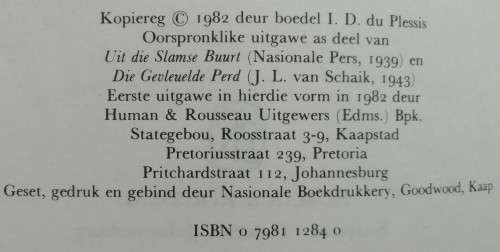 Kopiereg © 1982 deur boedel I. D. du Plessis
Oorspronklike uitgawe as deel van
Uit die Slamse Buurt (Nasionale Pers, 1939) en
Die Gevleuelde Perd (J. L. van Schaik, 1943)
Eerste uitgawe in hierdie vorm in 1982 deur
Human & Rousseau Uitgewers (Edms.) Bpk.
Stategebou, Roosstraat 3-9, Kaapstad
Pretoriusstraat 239, Pretoria
Pritchardstraat 112, Johannesburg
Geset, gedruk en gebind deur Nasionale Boekdrukkery, Goodwood, Kaap
ISBN 0 7981 1284 0